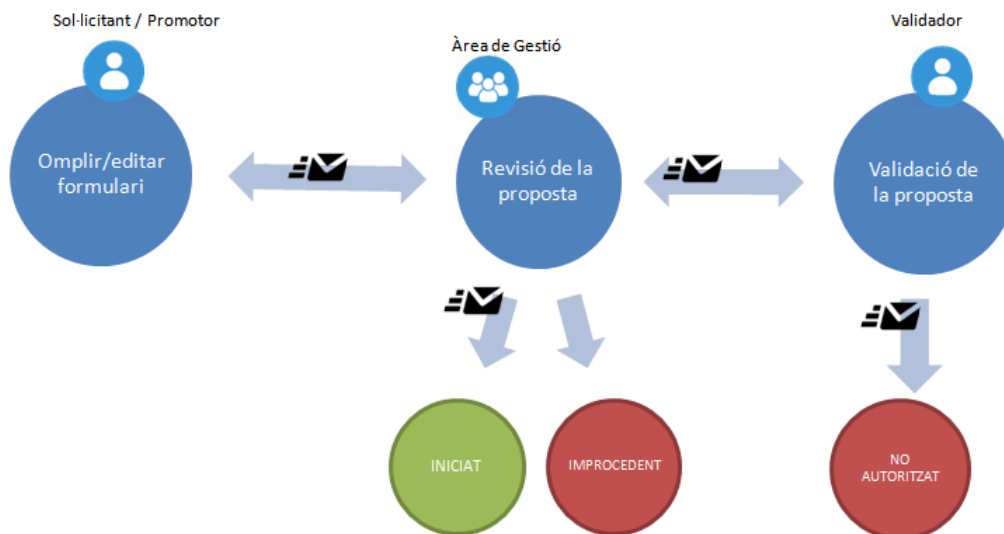 Sol·licitant / Promotor
Àrea de Gestió
Validador
Omplir/editar
formulari
Revisió de la
proposta
Validació de
la proposta
INICIAT
IMPROCEDENT
NO
AUTORITZAT